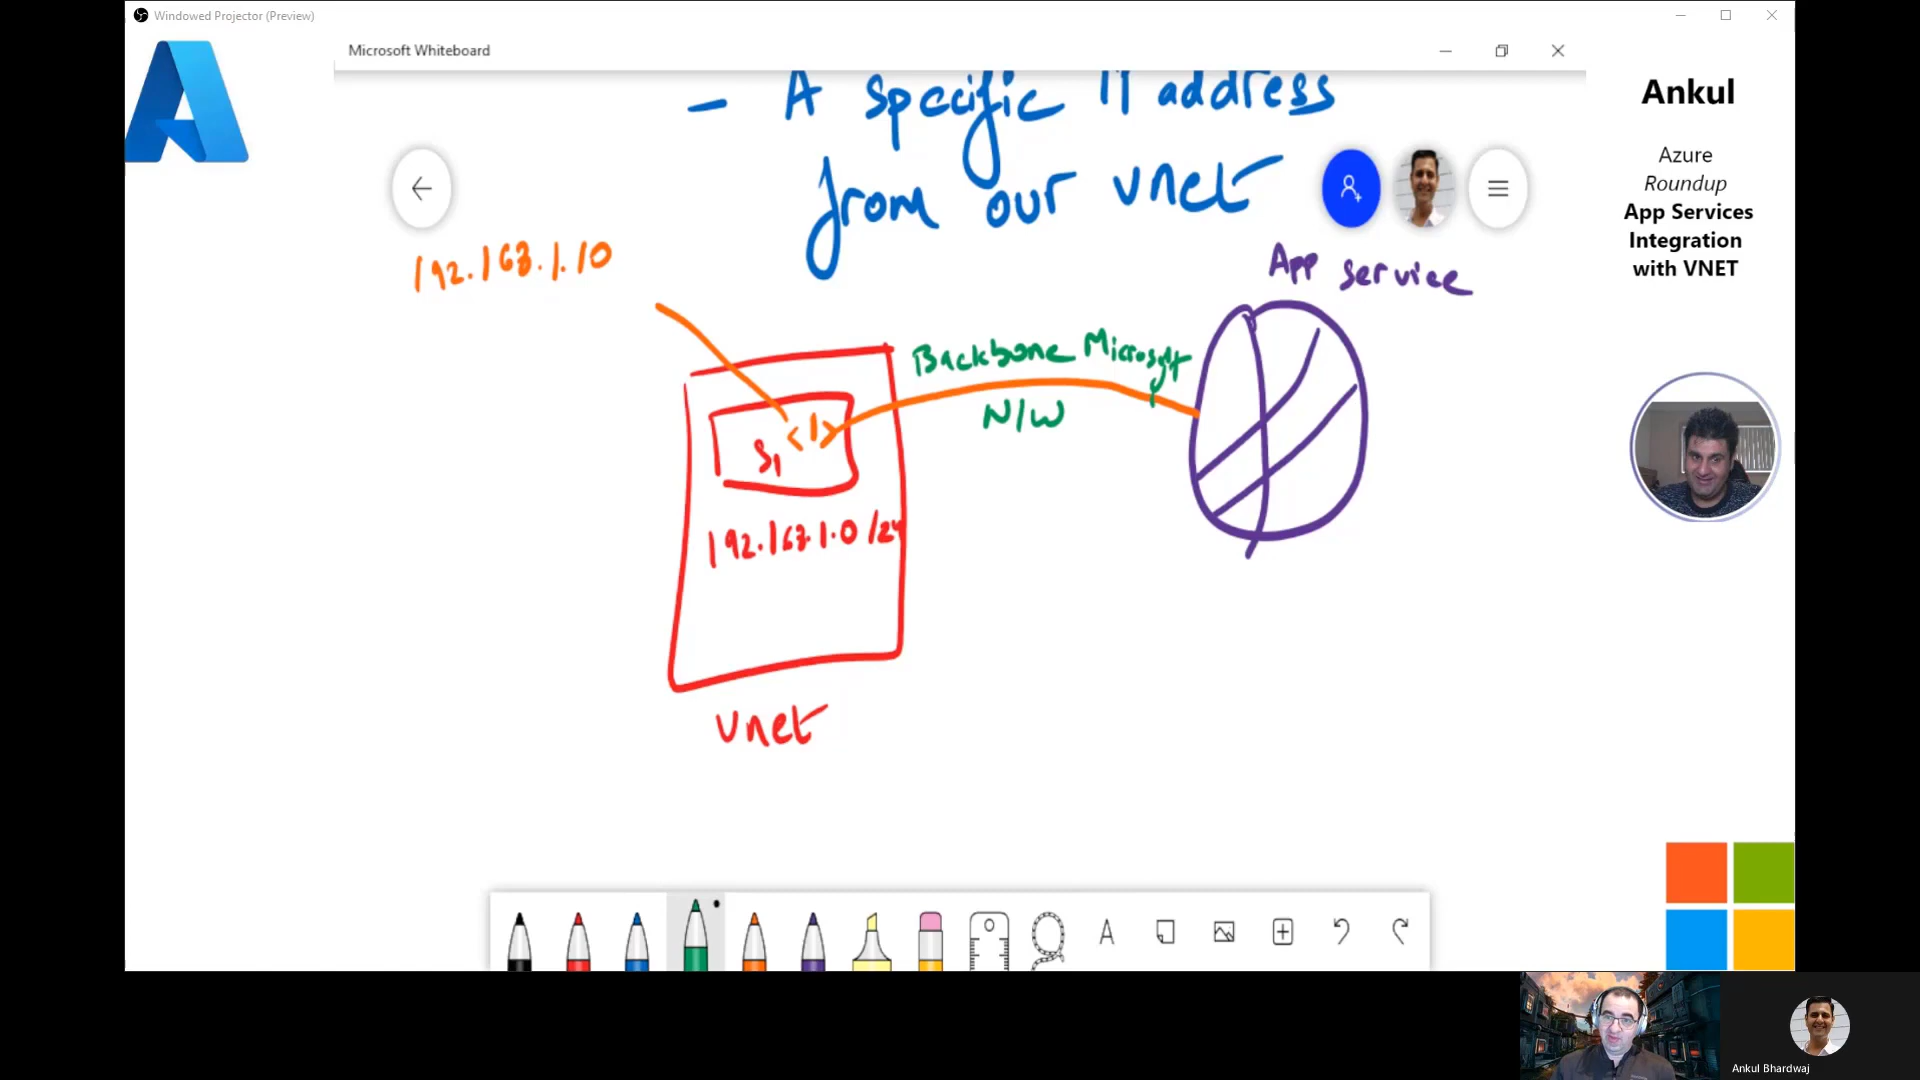 Windowed Projector (Preview)
Microsoft Whiteboard
- A specific IP address
from our vnet
192.168.1.10
App service
Backbone Microsoft
N/W
S1 <!>
192.168.1.0/24
vnet
Ankul
Azure
Roundup
App Services
Integration
with VNET
Ankul Bhardwaj